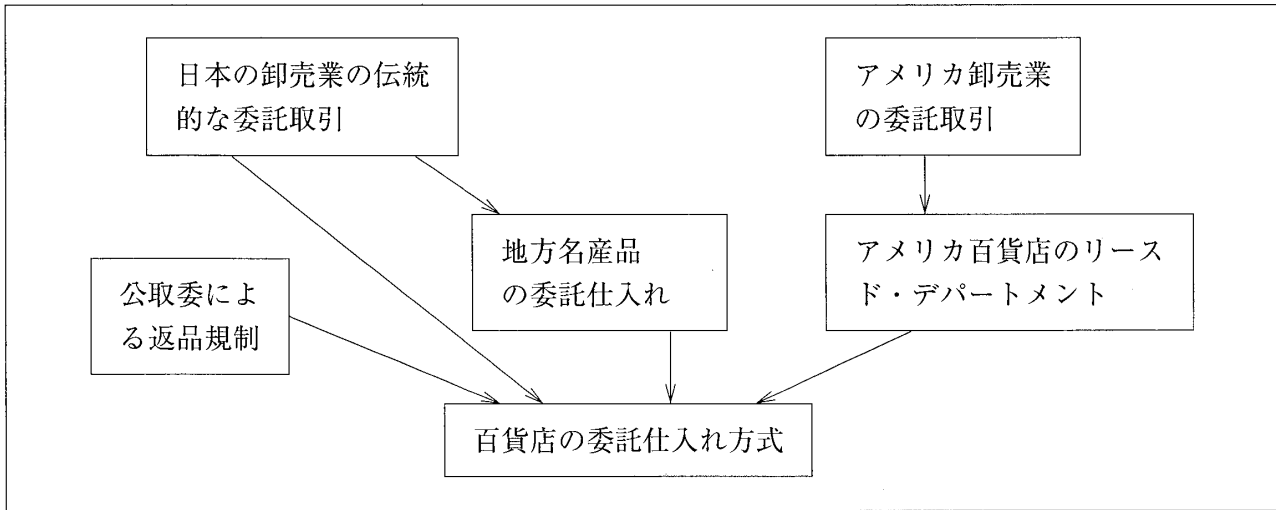 日本の卸売業の伝統
的な委託取引
アメリカ卸売業
の委託取引
地方名産品
の委託仕入れ
アメリカ百貨店のリース
ド・デパートメント
公取委によ
る返品規制
百貨店の委託仕入れ方式